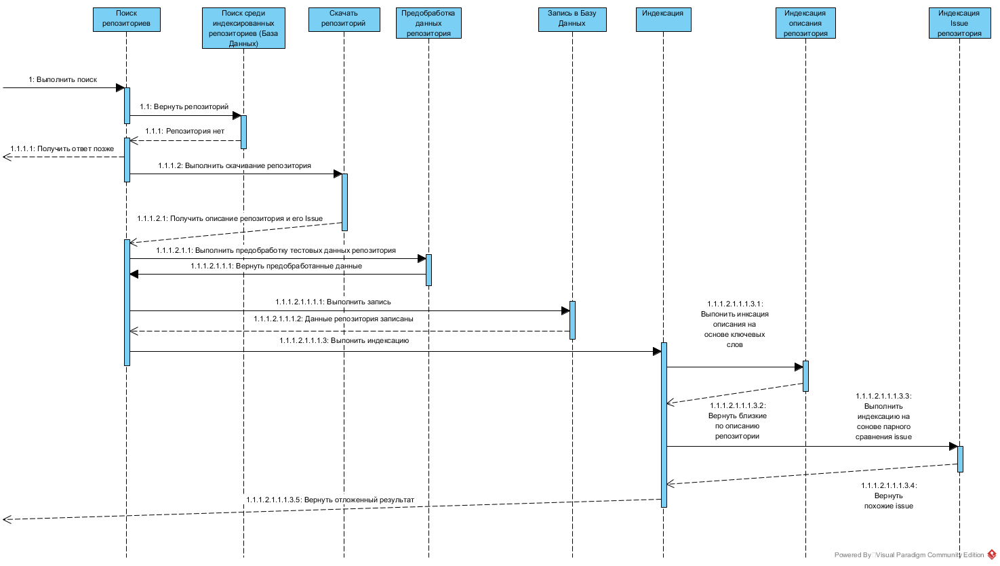 Поиск
репозиториев
Поиск среди
индексированных
репозиториев (База
Данных)
Скачать
репозиторий
Предобработка
данных
репозитория
Запись в Базу
Данных
Индексация
Индексация
описания
репозитория
Индексация
Issue
репозитория
1: Выполнить поиск
1.1: Вернуть репозиторий
1.1.1: Репозитория нет
1.1.1.1: Получить ответ позже
1.1.1.2: Выполнить скачивание репозитория
1.1.1.2.1: Получить описание репозитория и его Issue
1.1.1.2.1.1: Выполнить предобработку тестовых данных репозитория
1.1.1.2.1.1.1: Вернуть предобработанные данные
1.1.1.2.1.1.1.1: Выполнить запись
1.1.1.2.1.1.1.2: Данные репозитория записаны
1.1.1.2.1.1.1.3: Выпонить индексацию
1.1.1.2.1.1.1.3.1:
Выпонить инксация
описания на
основе ключевых
слов
1.1.1.2.1.1.1.3.2:
Вернуть близкие
по описанию
репозитории
1.1.1.2.1.1.1.3.3:
Выполнить
индексацию на
сонове парного
сравнения issue
1.1.1.2.1.1.1.3.4:
Вернуть
похожие issue
1.1.1.2.1.1.1.3.5: Вернуть отложенный результат
Powered By Visual Paradigm Community Edition